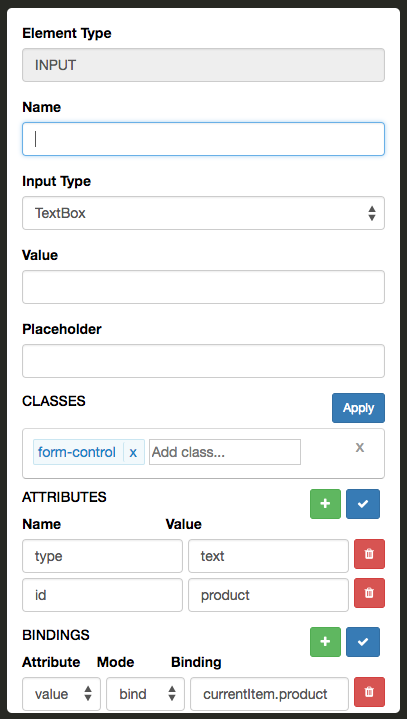 Element Type
INPUT
Name
Input Type
TextBox
Value
Placeholder
CLASSES Apply
form-control x Add class... x
ATTRIBUTES
Name Value
type text
id product
BINDINGS
Attribute Mode Binding
value bind currentItem.product